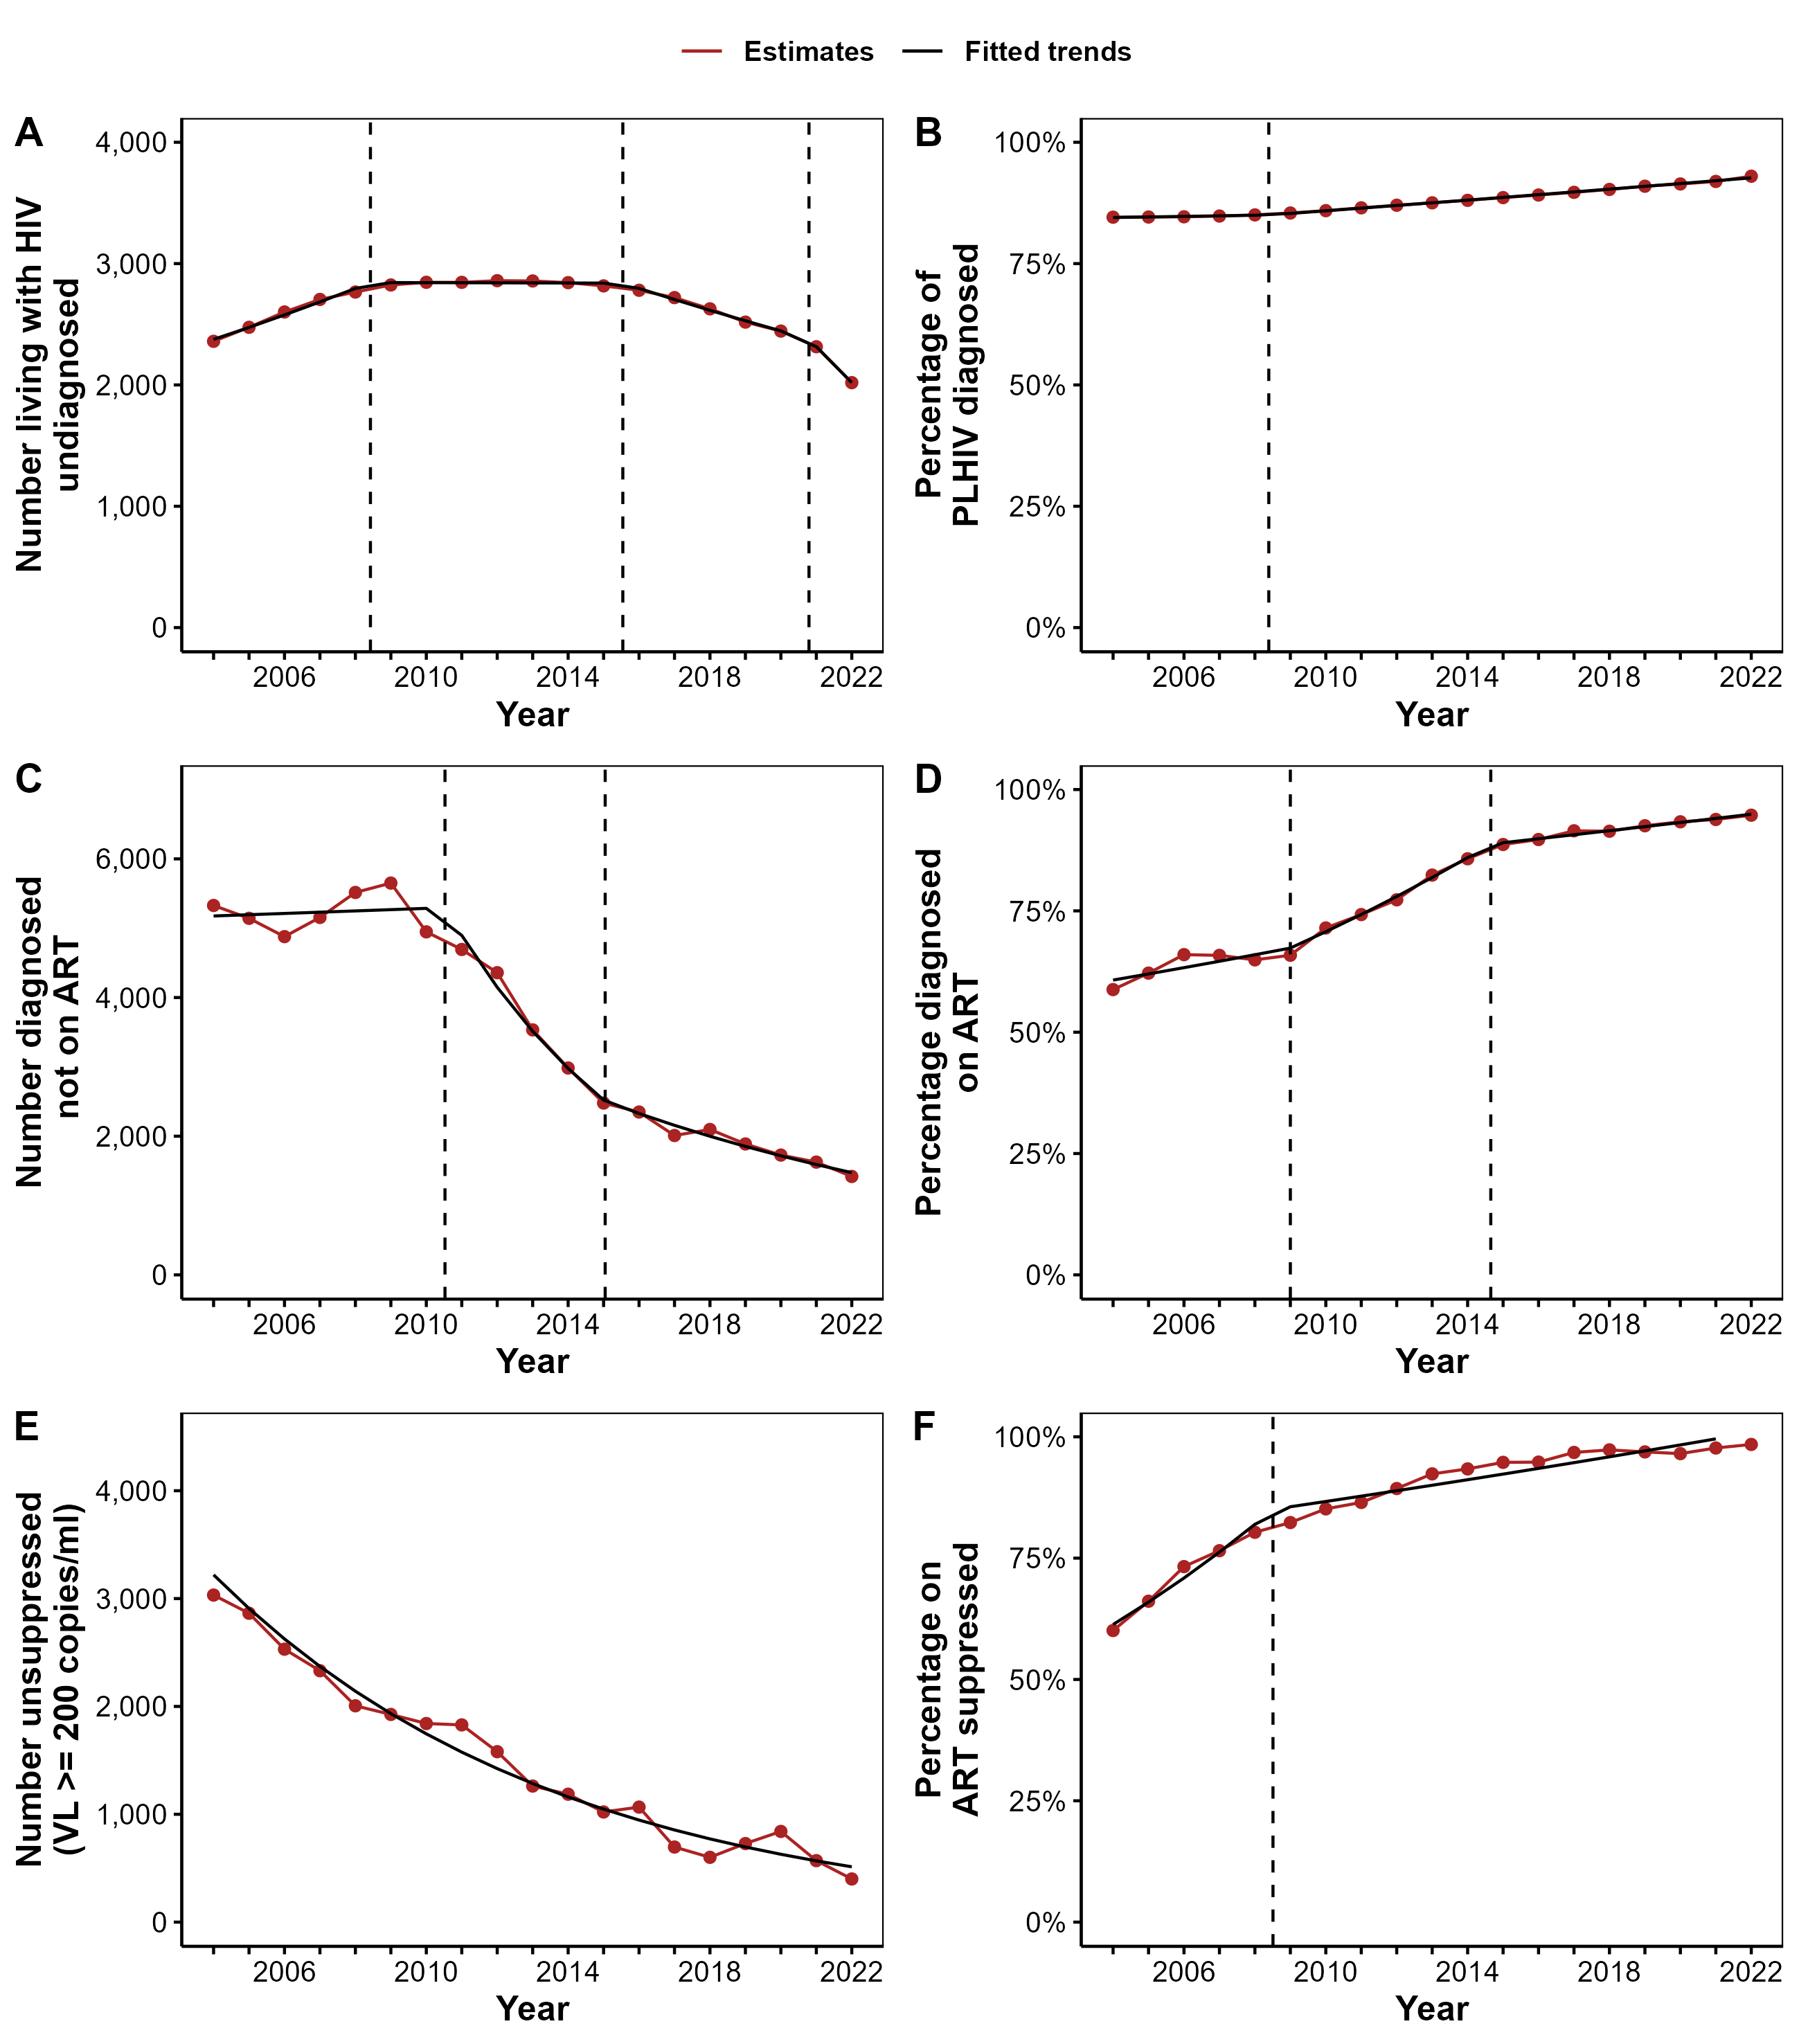 Estimates Fitted trends
A
Number living with HIV
undiagnosed
4,000
3,000
2,000
1,000
0
2006 2010 2014 2018 2022
Year
B
Percentage of
PLHIV diagnosed
100%
75%
50%
25%
0%
2006 2010 2014 2018 2022
Year
C
Number diagnosed
not on ART
6,000
4,000
2,000
0
2006 2010 2014 2018 2022
Year
D
Percentage diagnosed
on ART
100%
75%
50%
25%
0%
2006 2010 2014 2018 2022
Year
E
Number unsuppressed
(VL >= 200 copies/ml)
4,000
3,000
2,000
1,000
0
2006 2010 2014 2018 2022
Year
F
Percentage on
ART suppressed
100%
75%
50%
25%
0%
2006 2010 2014 2018 2022
Year